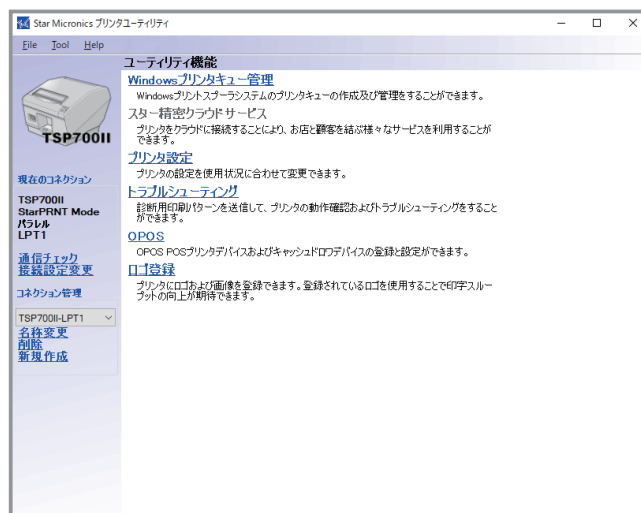 Star Micronics プリンタユーティリティ
File Tool Help
ユーティリティ機能
Windowsプリンタキュー管理
Windowsプリントスプーラシステムのプリンタキューの作成及び管理をすることができます。
スター精密クラウドサービス
プリンタをクラウドに接続することにより、お店と顧客を結ぶ様々なサービスを利用することが
できます。
プリンタ設定
プリンタの設定を使用状況に合わせて変更できます。
トラブルシューティング
診断用印刷パターンを送信して、プリンタの動作確認およびトラブルシューティングをすること
ができます。
OPOS
OPOS POSプリンタデバイスおよびキャッシュドロワデバイスの登録と設定ができます。
ロゴ登録
プリンタにロゴおよび画像を登録できます。登録されているロゴを使用することで印字スルー
プットの向上が期待できます。
TSP700II
現在のコネクション
TSP700II
StarPRNT Mode
パラレル
LPT1
通信チェック
接続設定変更
コネクション管理
TSP700II-LPT1
名称変更
削除
新規作成